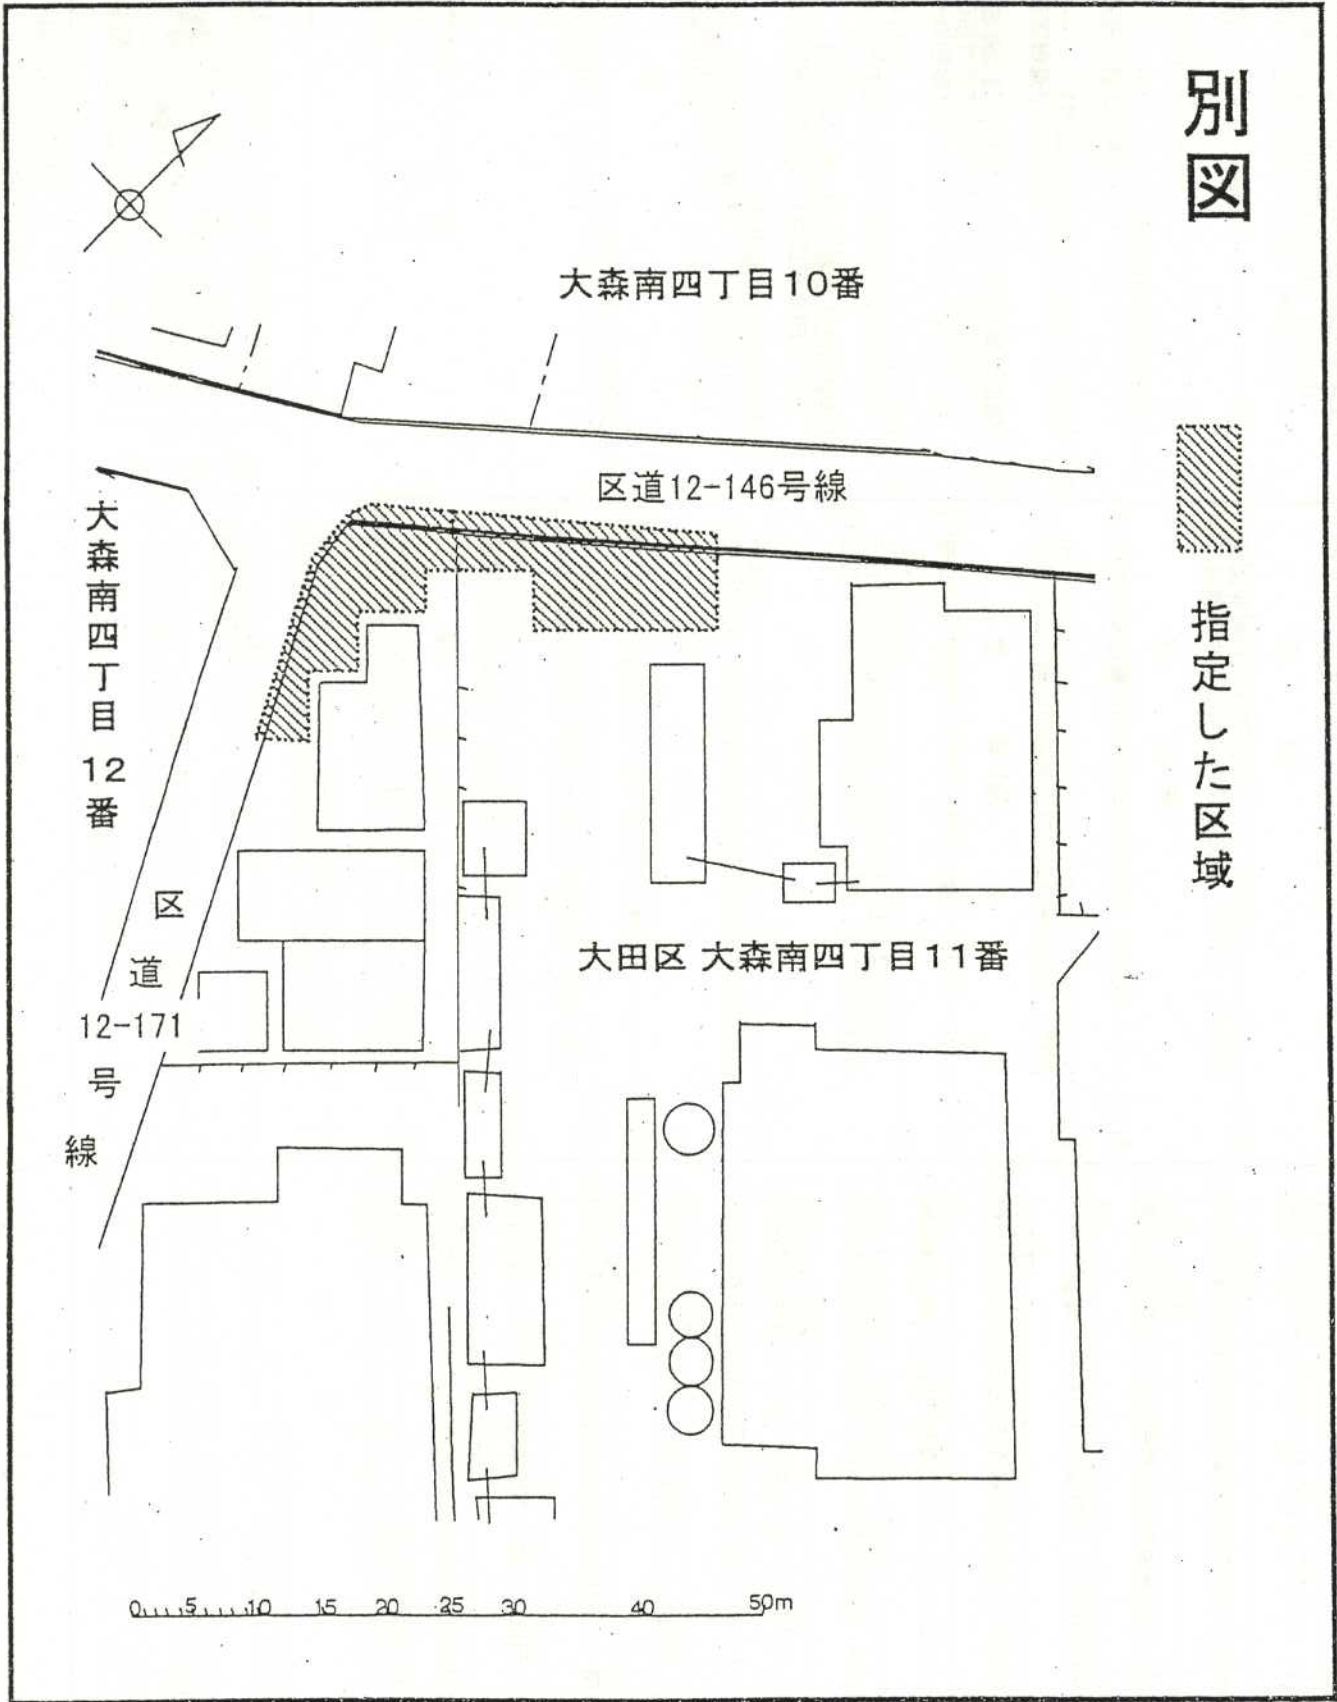 別図
大森南四丁目10番
区道12-146号線
大森南四丁目12番
指定した区域
区道12-171号線
大田区 大森南四丁目11番
0 5 10 15 20 25 30 40 50m